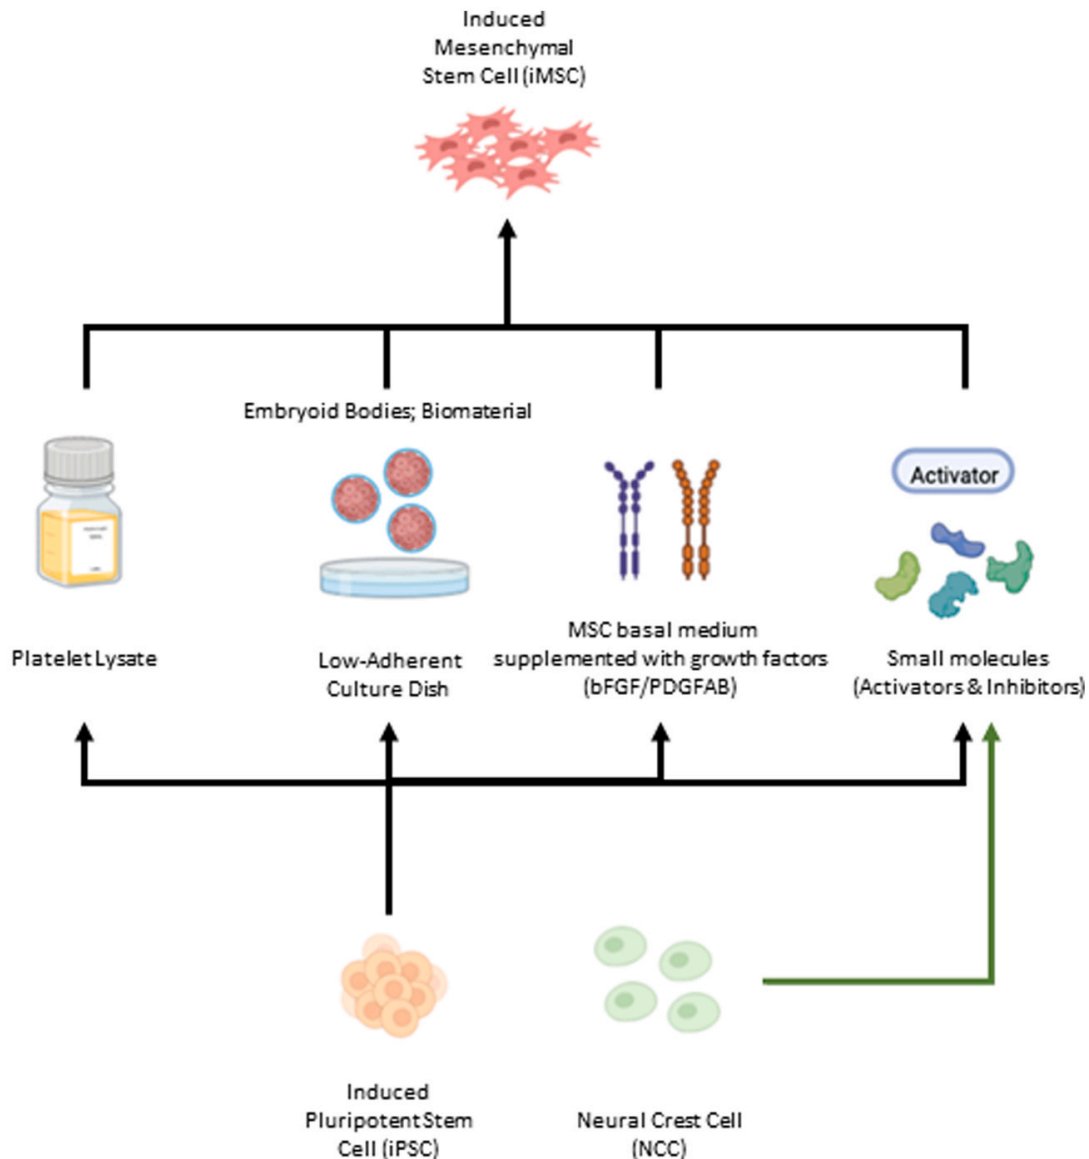 Induced
Mesenchymal
Stem Cell (iMSC)
Embryoid Bodies; Biomaterial
Activator
Platelet Lysate
Low-Adherent
Culture Dish
MSC basal medium
supplemented with growth factors
(bFGF/PDGFAB)
Small molecules
(Activators & Inhibitors)
Induced
Pluripotent Stem
Cell (iPSC)
Neural Crest Cell
(NCC)